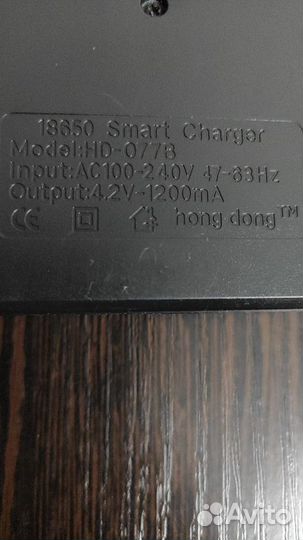 18650 Smart Charger
Model:HD-077B
Input:AC100-240V 47-63Hz
Output:4.2V-1200mA
CE hong dong™
Avito